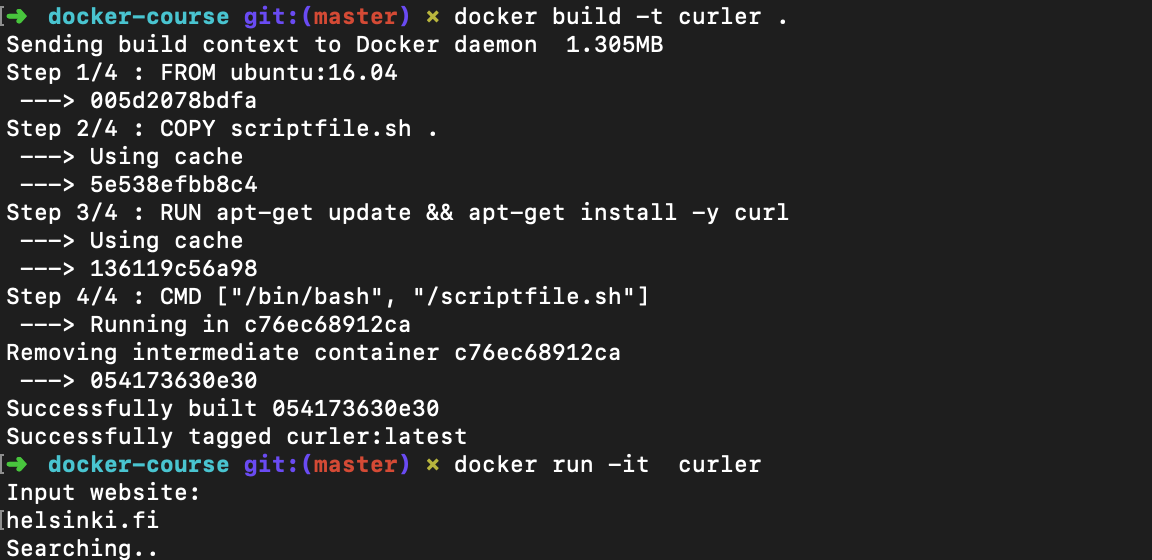 ➜ docker-course git:(master) ✗ docker build -t curler .
Sending build context to Docker daemon  1.305MB
Step 1/4 : FROM ubuntu:16.04
 ---> 005d2078bdfa
Step 2/4 : COPY scriptfile.sh .
 ---> Using cache
 ---> 5e538efbb8c4
Step 3/4 : RUN apt-get update && apt-get install -y curl
 ---> Using cache
 ---> 136119c56a98
Step 4/4 : CMD ["/bin/bash", "/scriptfile.sh"]
 ---> Running in c76ec68912ca
Removing intermediate container c76ec68912ca
 ---> 054173630e30
Successfully built 054173630e30
Successfully tagged curler:latest
➜ docker-course git:(master) ✗ docker run -it  curler
Input website:
helsinki.fi
Searching..